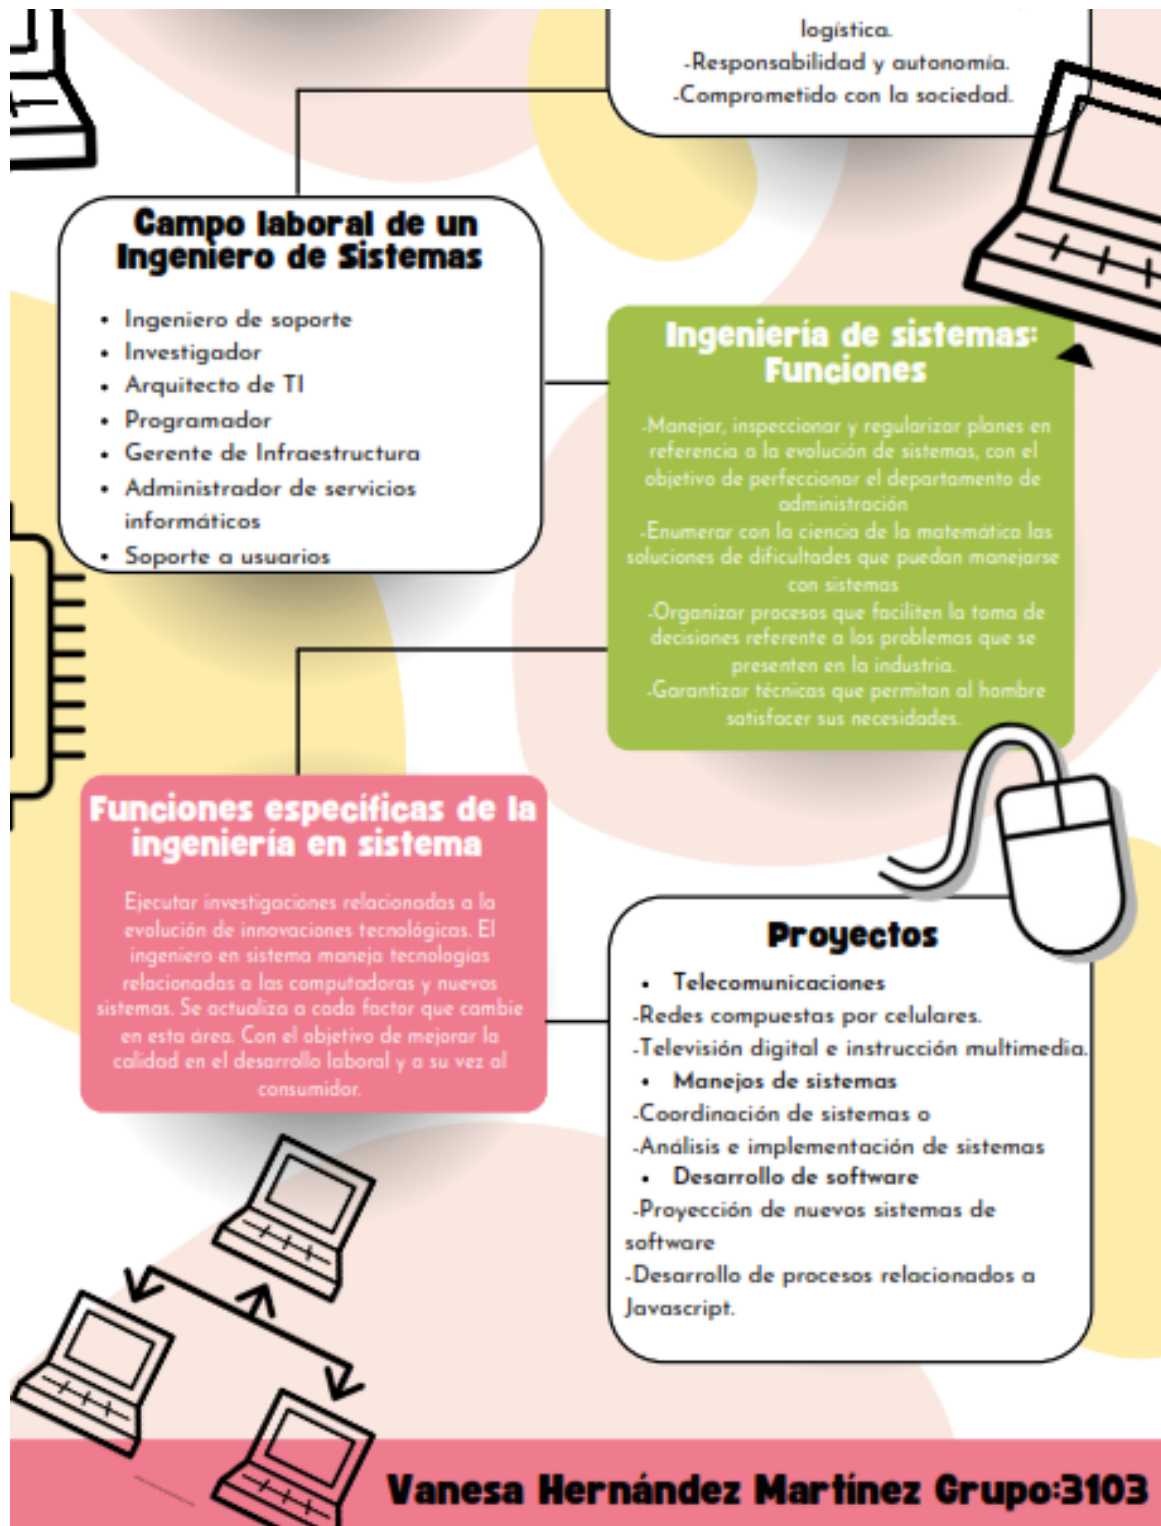 logística.
-Responsabilidad y autonomía.
-Comprometido con la sociedad.
Campo laboral de un
Ingeniero de Sistemas
• Ingeniero de soporte
• Investigador
• Arquitecto de TI
• Programador
• Gerente de Infraestructura
• Administrador de servicios
informáticos
• Soporte a usuarios
Ingeniería de sistemas:
Funciones
-Manejar, inspeccionar y regularizar planes en
referencia a la evolución de sistemas, con el
objetivo de perfeccionar el departamento de
administración
-Enumerar con la ciencia de la matemática las
soluciones de dificultades que puedan manejarse
con sistemas
-Organizar procesos que faciliten la toma de
decisiones referente a los problemas que se
presenten en la industria.
-Garantizar técnicas que permitan al hombre
satisfacer sus necesidades.
Funciones específicas de la
ingeniería en sistema
Ejecutar investigaciones relacionadas a la
evolución de innovaciones tecnológicas. El
ingeniero en sistema maneja tecnologías
relacionadas a las computadoras y nuevos
sistemas. Se actualiza a cada factor que cambie
en esta área. Con el objetivo de mejorar la
calidad en el desarrollo laboral y a su vez al
consumidor.
Proyectos
• Telecomunicaciones
-Redes compuestas por celulares.
-Televisión digital e instrucción multimedia.
• Manejos de sistemas
-Coordinación de sistemas o
-Análisis e implementación de sistemas
• Desarrollo de software
-Proyección de nuevos sistemas de
software
-Desarrollo de procesos relacionados a
Javascript.
Vanesa Hernández Martínez Grupo:3103